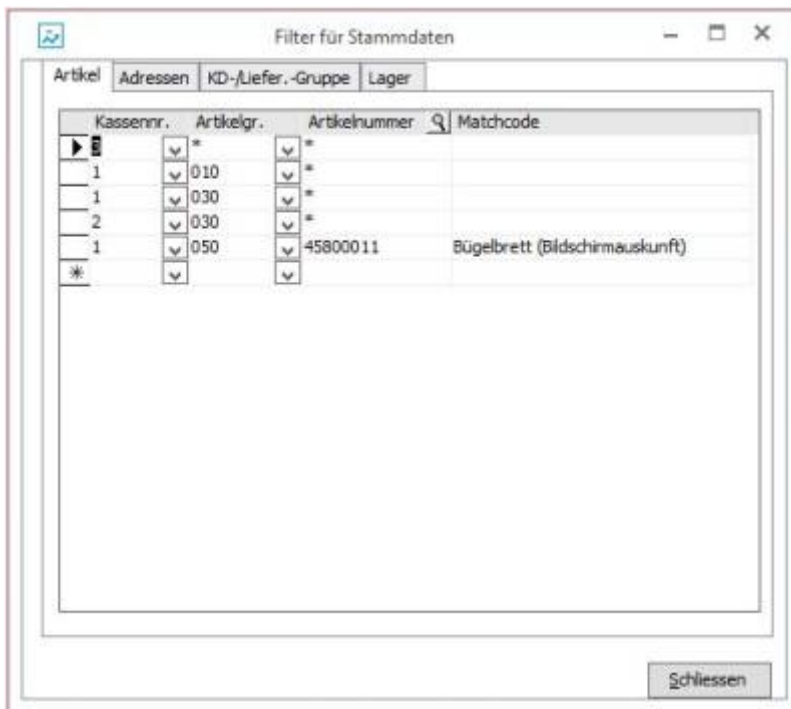 Filter für Stammdaten
Artikel Adressen KD-/Liefer.-Gruppe Lager
Kassennr. Artikelgr. Artikelnummer Matchcode
* *
1 010 *
1 030 *
2 030 *
1 050 45800011 Bügelbrett (Bildschirmauskunft)
*
Schliessen